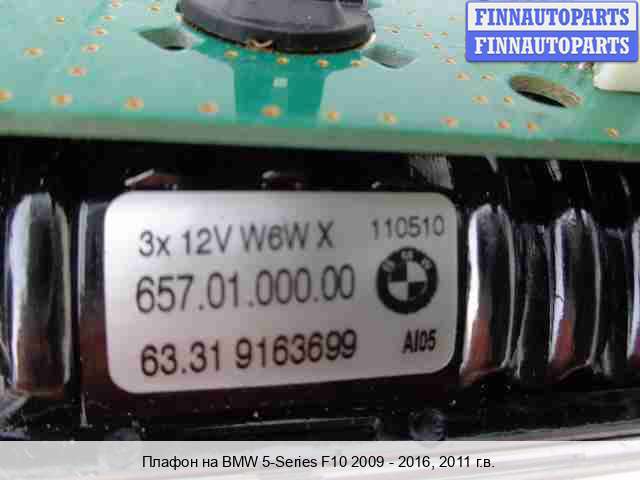 FINNAUTOPARTS
FINNAUTOPARTS
3x 12V W6W X 110510
657.01.000.00
BMW
63.31 9163699 AI05
Плафон на BMW 5-Series F10 2009 - 2016, 2011 г.в.